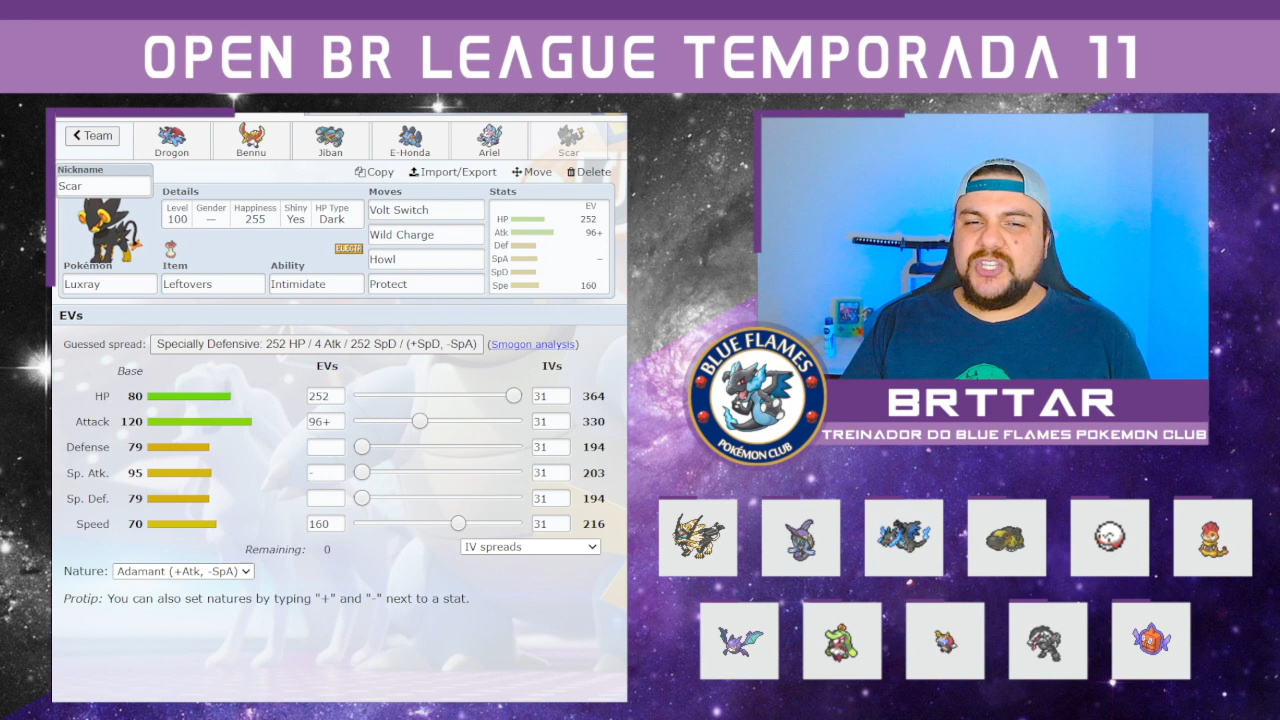 OPEN BR LEAGUE TEMPORADA 11
Team
Drogon
Bennu
Jiban
E-Honda
Ariel
Scar
Nickname
Scar
Copy
Import/Export
Move
Delete
Details
Level
100
Gender
—
Happiness
255
Shiny
Yes
HP Type
Dark
ELECTR
Pokémon
Luxray
Item
Leftovers
Ability
Intimidate
Moves
Volt Switch
Wild Charge
Howl
Protect
Stats
EV
HP 252
Atk 96+
Def
SpA –
SpD
Spe 160
EVs
Guessed spread: Specially Defensive: 252 HP / 4 Atk / 252 SpD / (+SpD, -SpA) (Smogon analysis)
Base EVs IVs
HP 80 252 31 364
Attack 120 96+ 31 330
Defense 79 31 194
Sp. Atk. 95 - 31 203
Sp. Def. 79 31 194
Speed 70 160 31 216
Remaining: 0
IV spreads
Nature: Adamant (+Atk, -SpA)
Protip: You can also set natures by typing "+" and "-" next to a stat.
BLUE FLAMES
POKÉMON CLUB
BRTTAR
TREINADOR DO BLUE FLAMES POKEMON CLUB